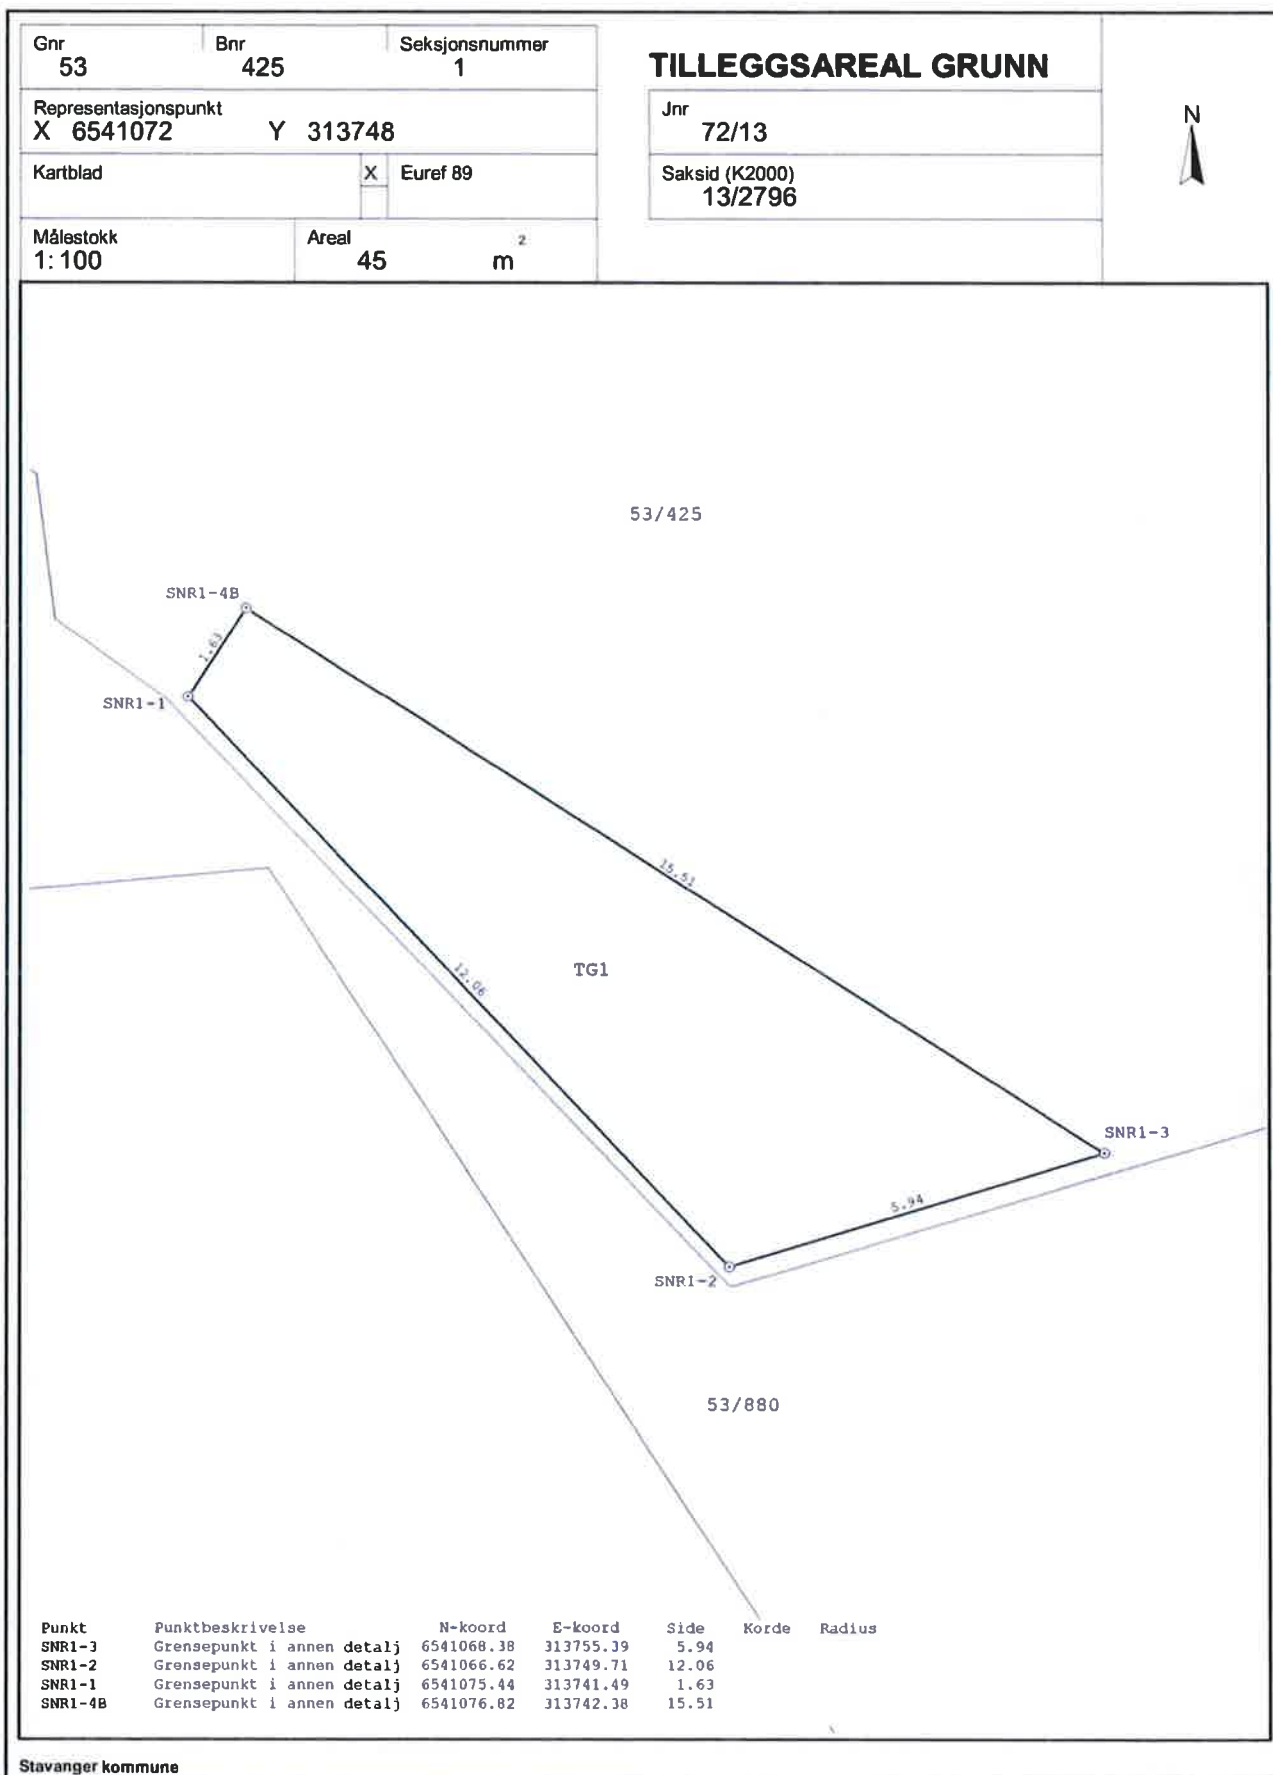 Gnr Bnr Seksjonsnummer
53 425 1
TILLEGGSAREAL GRUNN
Representasjonspunkt
X 6541072 Y 313748
Jnr
72/13
N
Kartblad X Euref 89
Saksid (K2000)
13/2796
Målestokk Areal
1:100 45 m²
53/425
SNR1-4B
1.63
SNR1-1
15.51
12.06
TG1
SNR1-3
5.94
SNR1-2
53/880
Punkt Punktbeskrivelse N-koord E-koord Side Korde Radius
SNR1-3 Grensepunkt i annen detalj 6541068.38 313755.39 5.94
SNR1-2 Grensepunkt i annen detalj 6541066.62 313749.71 12.06
SNR1-1 Grensepunkt i annen detalj 6541075.44 313741.49 1.63
SNR1-4B Grensepunkt i annen detalj 6541076.82 313742.38 15.51
Stavanger kommune